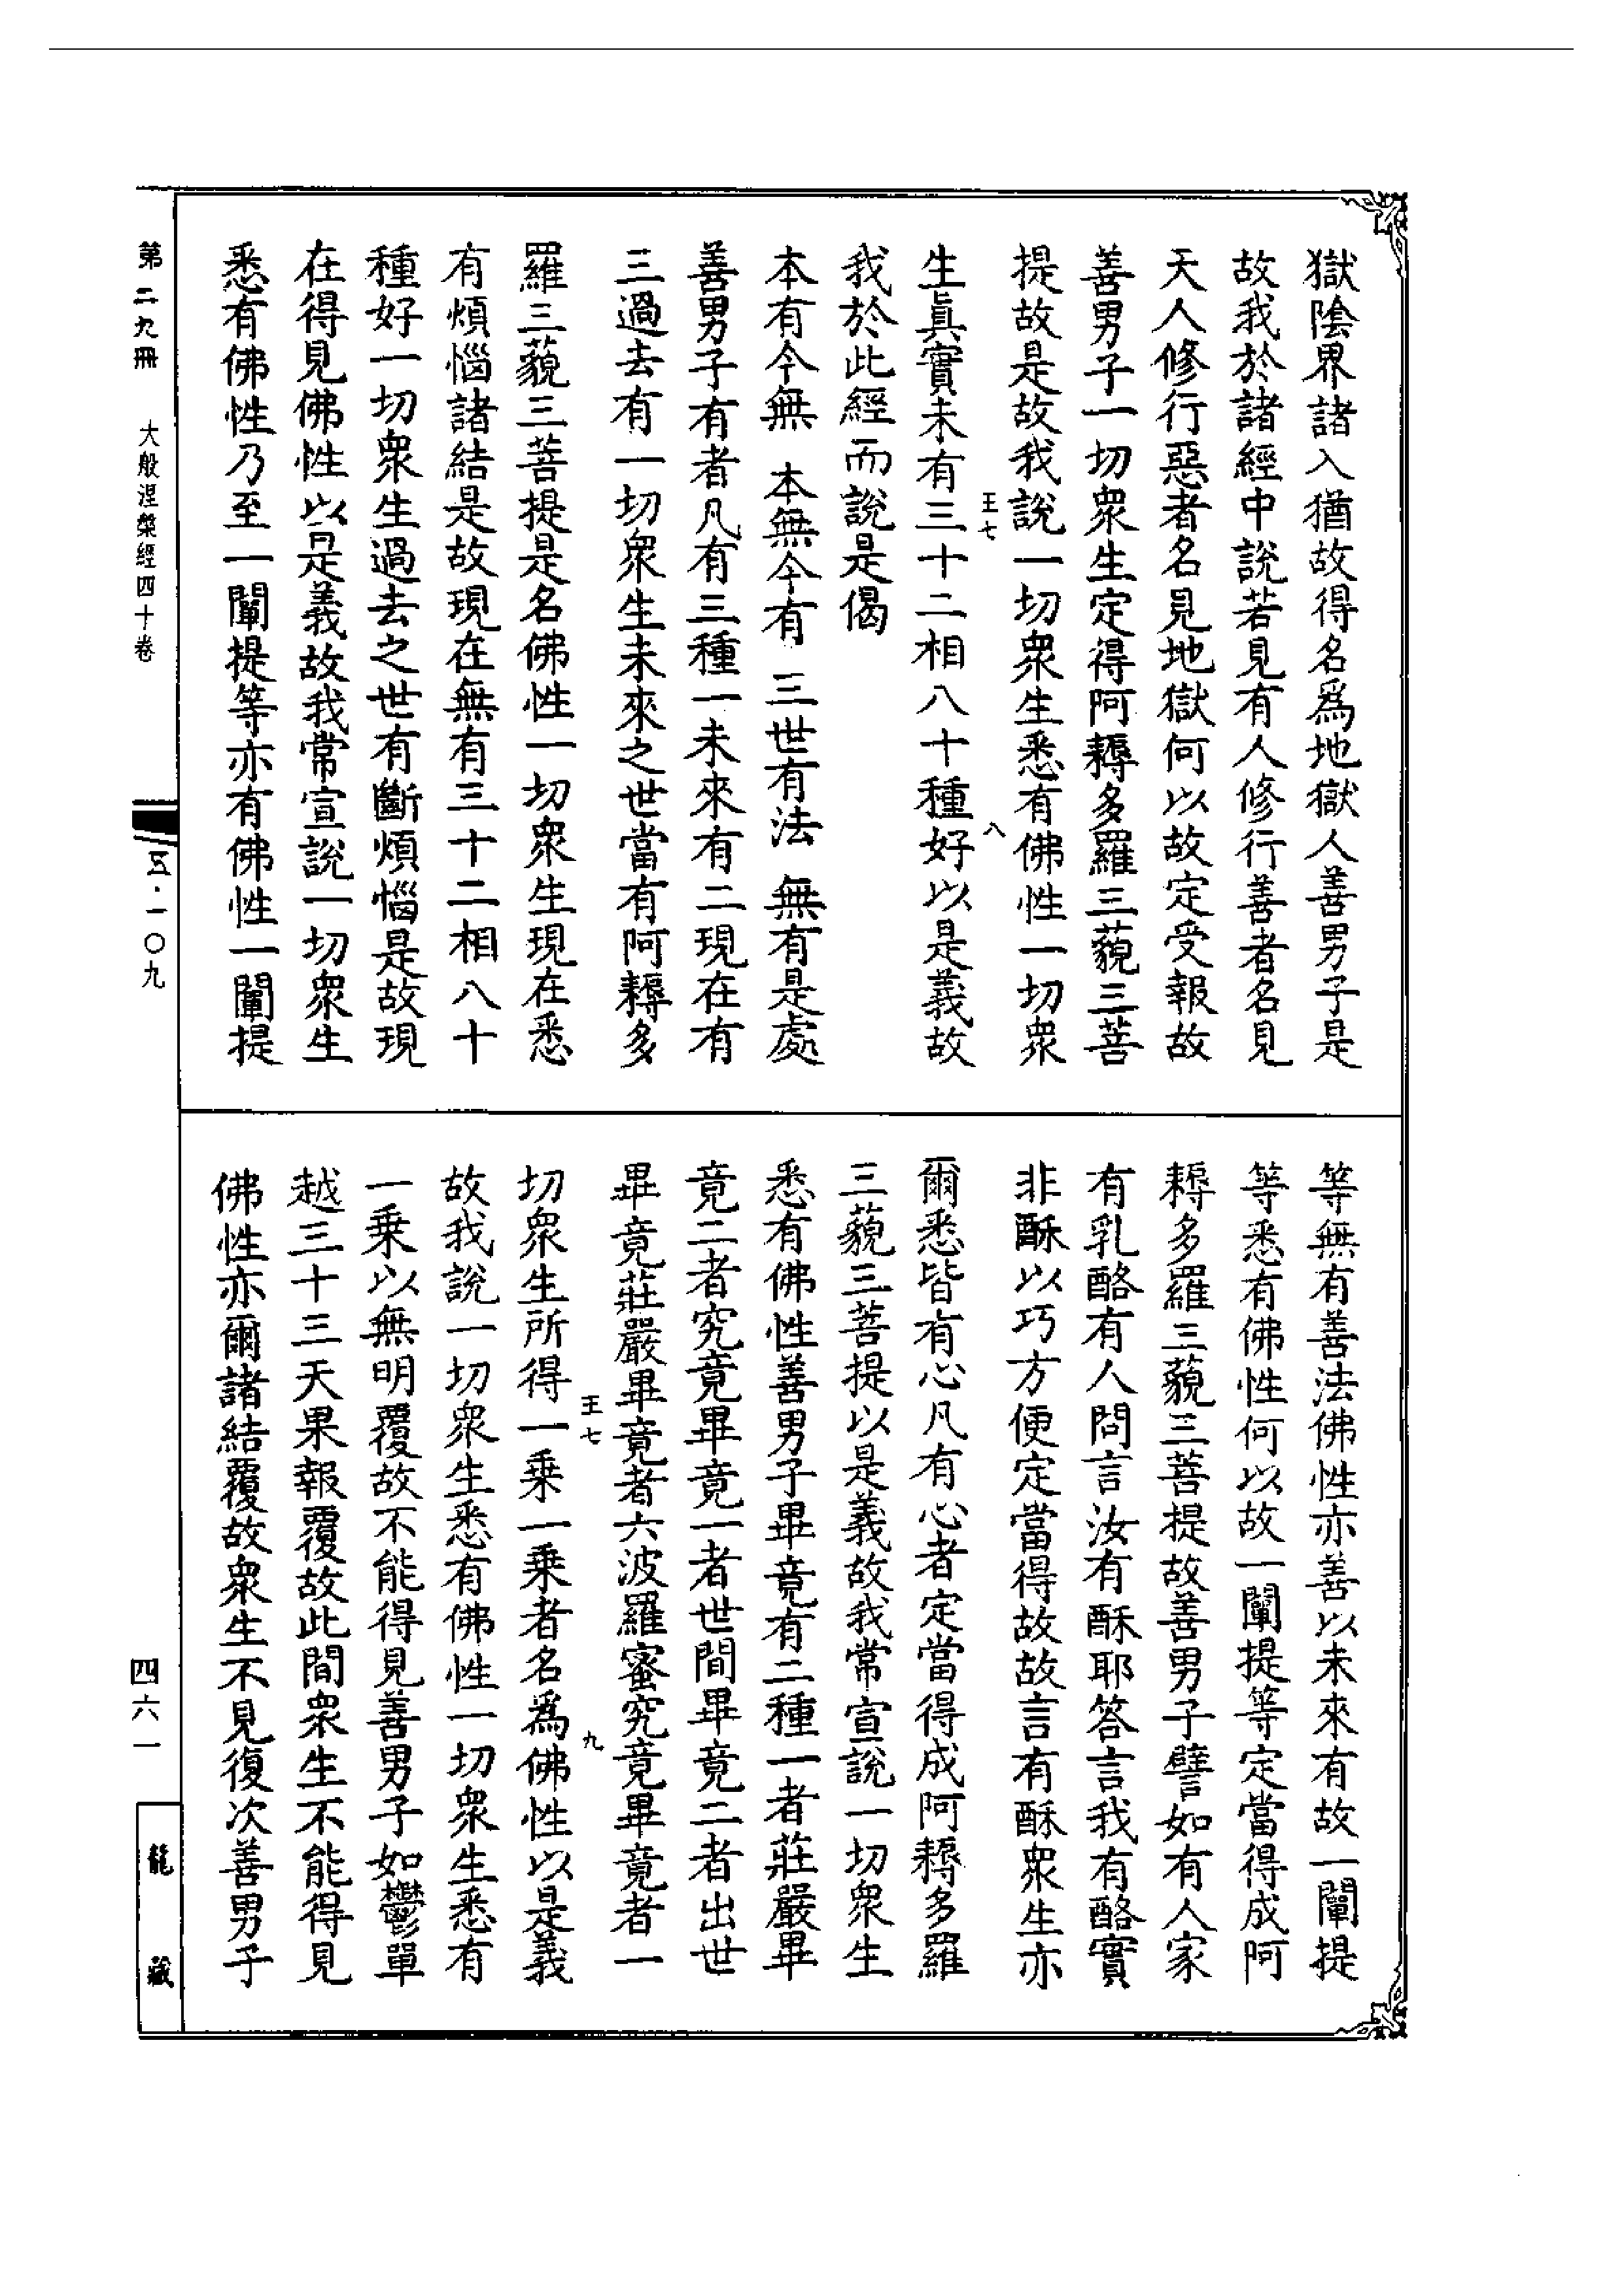 獄陰界諸入猶故得名爲地獄人善男子是
故我於諸經中說若見有人修行善者名見
天人修行惡者名見地獄何以故定受報故
善男子一切衆生定得阿耨多羅三藐三菩
提故是故我說一切衆生悉有佛性一切衆
王七 八
生眞實未有三十二相八十種好以是義故
我於此經而說是偈
本有今無 本無今有 三世有法 無有是處
善男子有者凡有三種一未來有二現在有
三過去有一切衆生未來之世當有阿耨多
羅三藐三菩提是名佛性一切衆生現在悉
有煩惱諸結是故現在無有三十二相八十
種好一切衆生過去之世有斷煩惱是故現
在得見佛性以是義故我常宣說一切衆生
悉有佛性乃至一闡提等亦有佛性一闡提
等無有善法佛性亦善以未來有故一闡提
等悉有佛性何以故一闡提等定當得成阿
耨多羅三藐三菩提故善男子譬如有人家
有乳酪有人問言汝有酥耶答言我有酪實
非酥以巧方便定當得故故言有酥衆生亦
爾悉皆有心凡有心者定當得成阿耨多羅
三藐三菩提以是義故我常宣說一切衆生
悉有佛性善男子畢竟有二種一者莊嚴畢
竟二者究竟畢竟一者世間畢竟二者出世
畢竟莊嚴畢竟者六波羅蜜究竟畢竟者一
王七 九
切衆生所得一乗一乗者名爲佛性以是義
故我說一切衆生悉有佛性一切衆生悉有
一乗以無明覆故不能得見善男子如鬱單
越三十三天果報覆故此間衆生不能得見
佛性亦爾諸結覆故衆生不見復次善男子
第二九冊 大般涅槃經四十卷
五·一〇九
四六一
龍藏